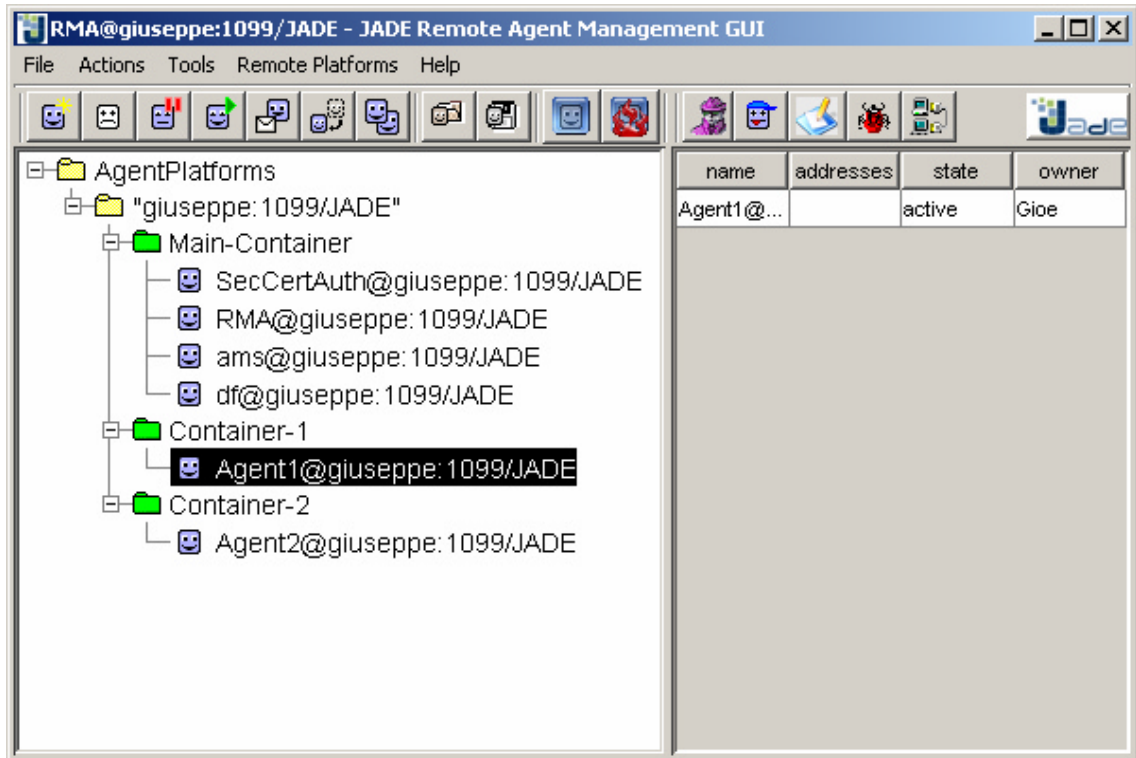 RMA@giuseppe:1099/JADE - JADE Remote Agent Management GUI
File Actions Tools Remote Platforms Help
Jade
AgentPlatforms
"giuseppe:1099/JADE"
Main-Container
SecCertAuth@giuseppe:1099/JADE
RMA@giuseppe:1099/JADE
ams@giuseppe:1099/JADE
df@giuseppe:1099/JADE
Container-1
Agent1@giuseppe:1099/JADE
Container-2
Agent2@giuseppe:1099/JADE
name addresses state owner
Agent1@... active Gioe